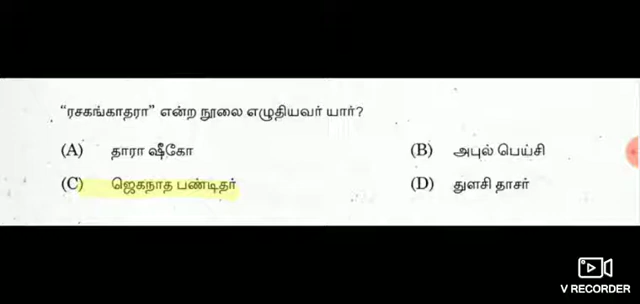 “ரசகங்காதரா” என்ற நூலை எழுதியவர் யார்?
(A) தாரா ஷீகோ
(B) அபுல் பெய்சி
(C) ஜெகநாத பண்டிதர்
(D) துளசி தாசர்
V RECORDER